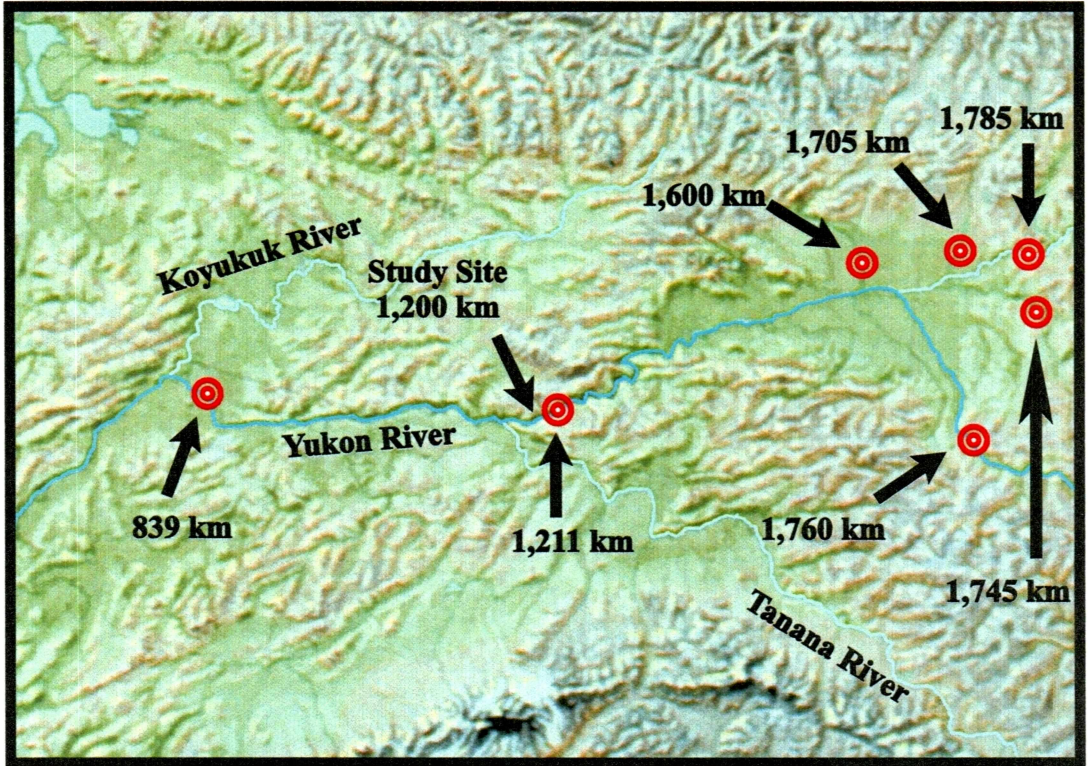 1,785 km
1,705 km
1,600 km
Koyukuk River
Study Site
1,200 km
Yukon River
839 km
1,211 km
1,760 km
1,745 km
Tanana River